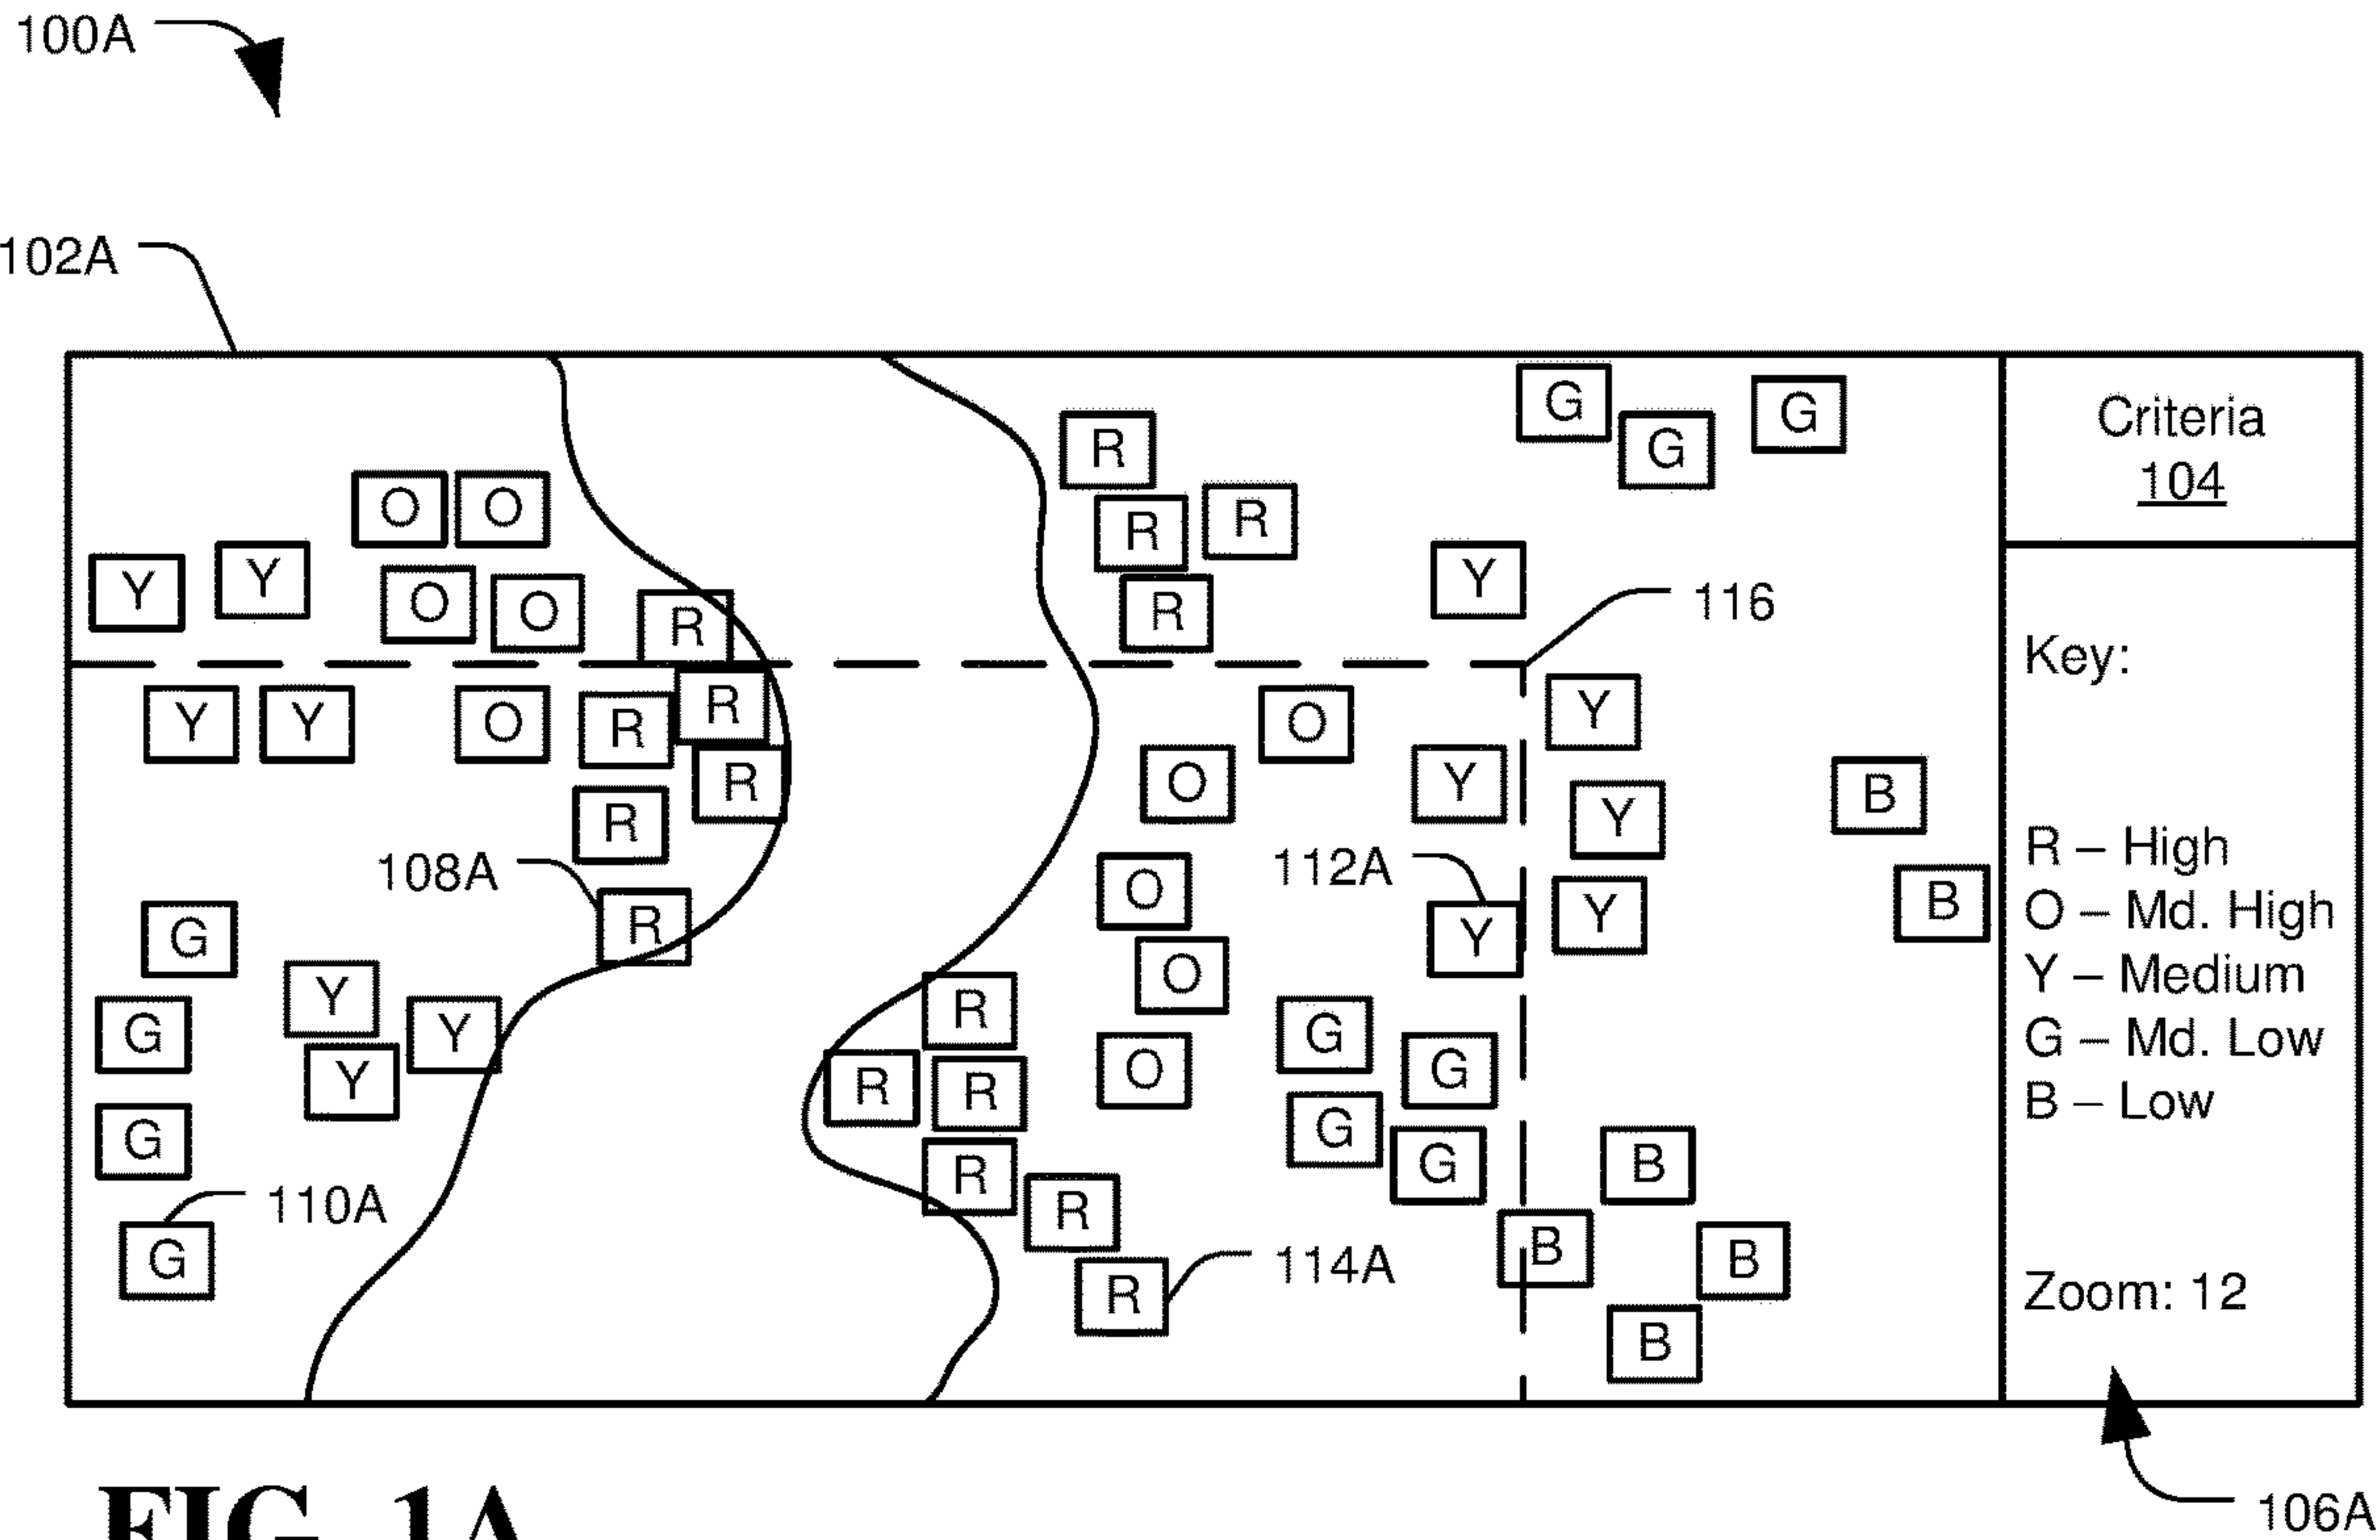 100A
102A
G G G
R
Criteria
104
O O
R R
Y Y
Y
O O
R
R
116
Key:
Y Y O R R
O
Y
O
Y
R
R
Y
B
108A
O
112A
R – High
R
Y
Y
B
O – Md. High
G
O
Y – Medium
Y
R
G
Y
G
R
R
O
G
G – Md. Low
Y
G
B – Low
G
R
G
B
110A
R
G
B
B
114A
R
Zoom: 12
B
FIG. 1A
106A